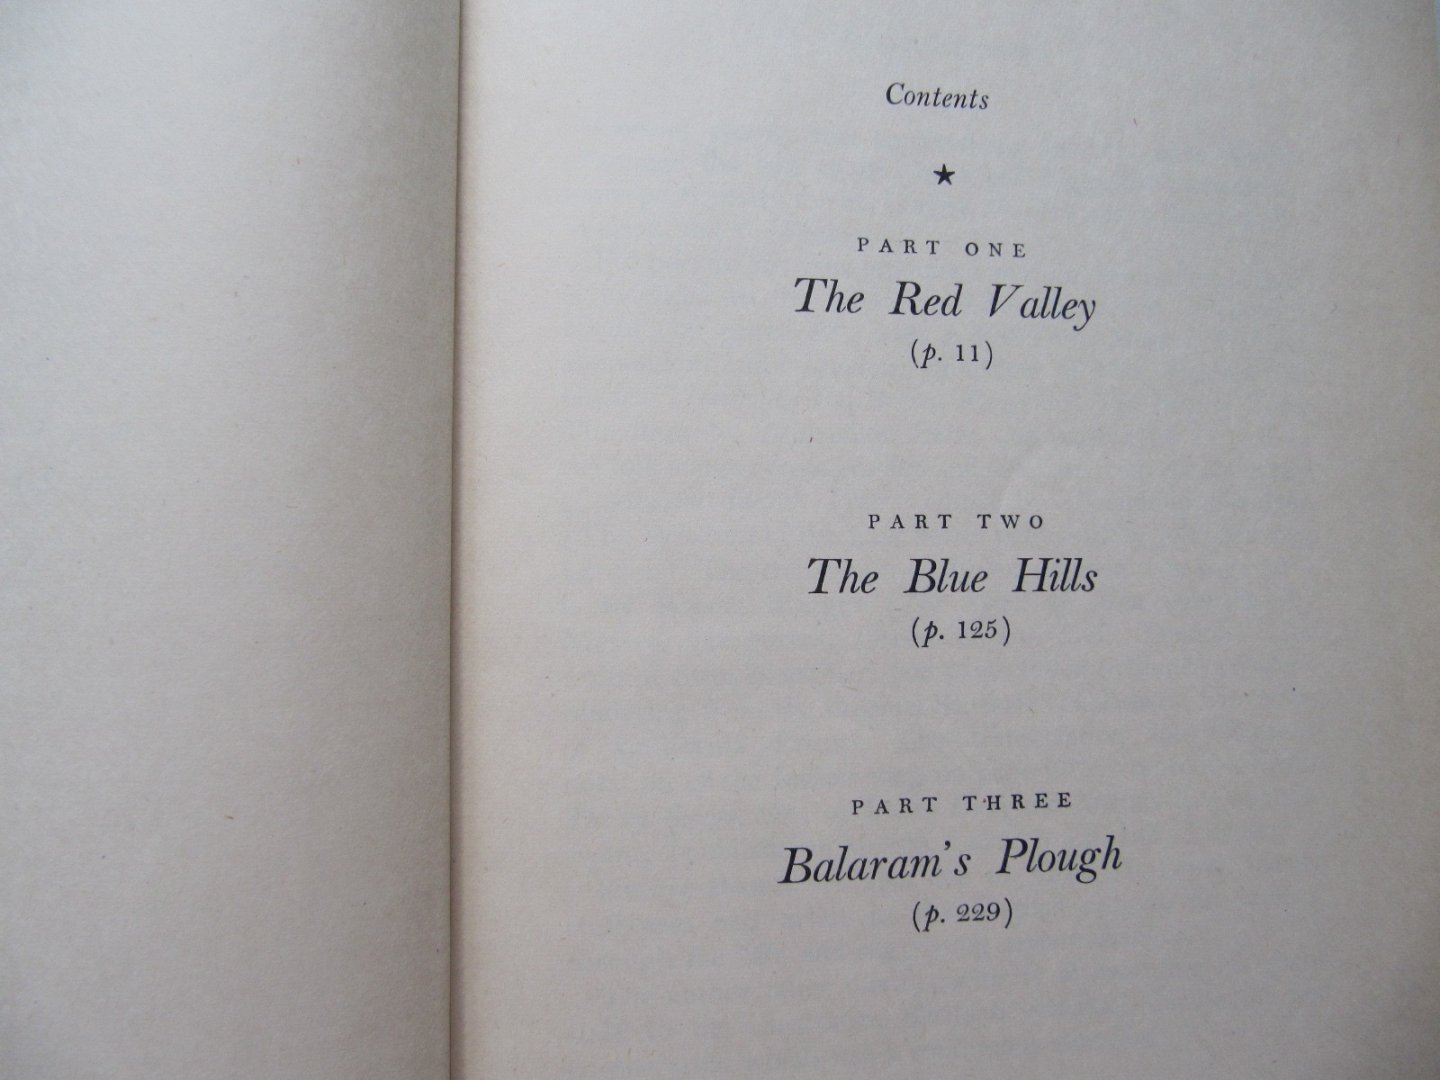 Contents
★
PART ONE
The Red Valley
(p. 11)
PART TWO
The Blue Hills
(p. 125)
PART THREE
Balaram's Plough
(p. 229)